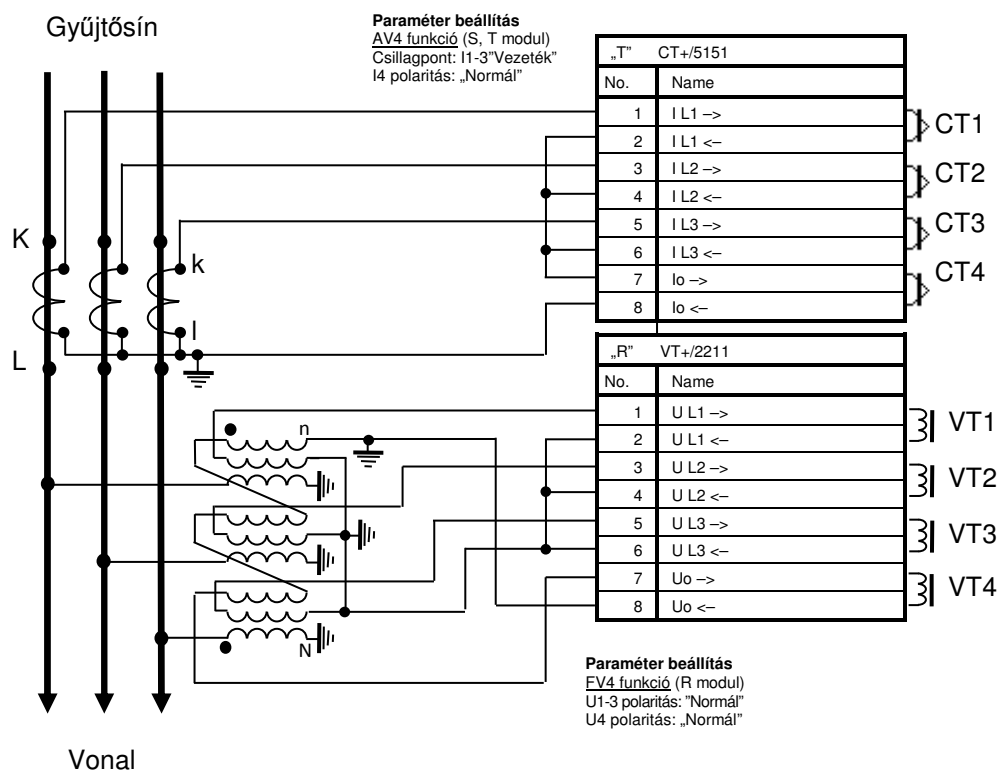 Gyűjtősín
Paraméter beállítás
AV4 funkció (S, T modul)
Csillagpont: I1-3”Vezeték”
I4 polaritás: „Normál”
„T” CT+/5151
No. Name
1 I L1 –>
2 I L1 <–
3 I L2 –>
4 I L2 <–
5 I L3 –>
6 I L3 <–
7 Io –>
8 Io <–
CT1
CT2
CT3
CT4
K
k
l
L
„R” VT+/2211
No. Name
1 U L1 –>
2 U L1 <–
3 U L2 –>
4 U L2 <–
5 U L3 –>
6 U L3 <–
7 Uo –>
8 Uo <–
VT1
VT2
VT3
VT4
n
N
Paraméter beállítás
FV4 funkció (R modul)
U1-3 polaritás: ”Normál”
U4 polaritás: „Normál”
Vonal